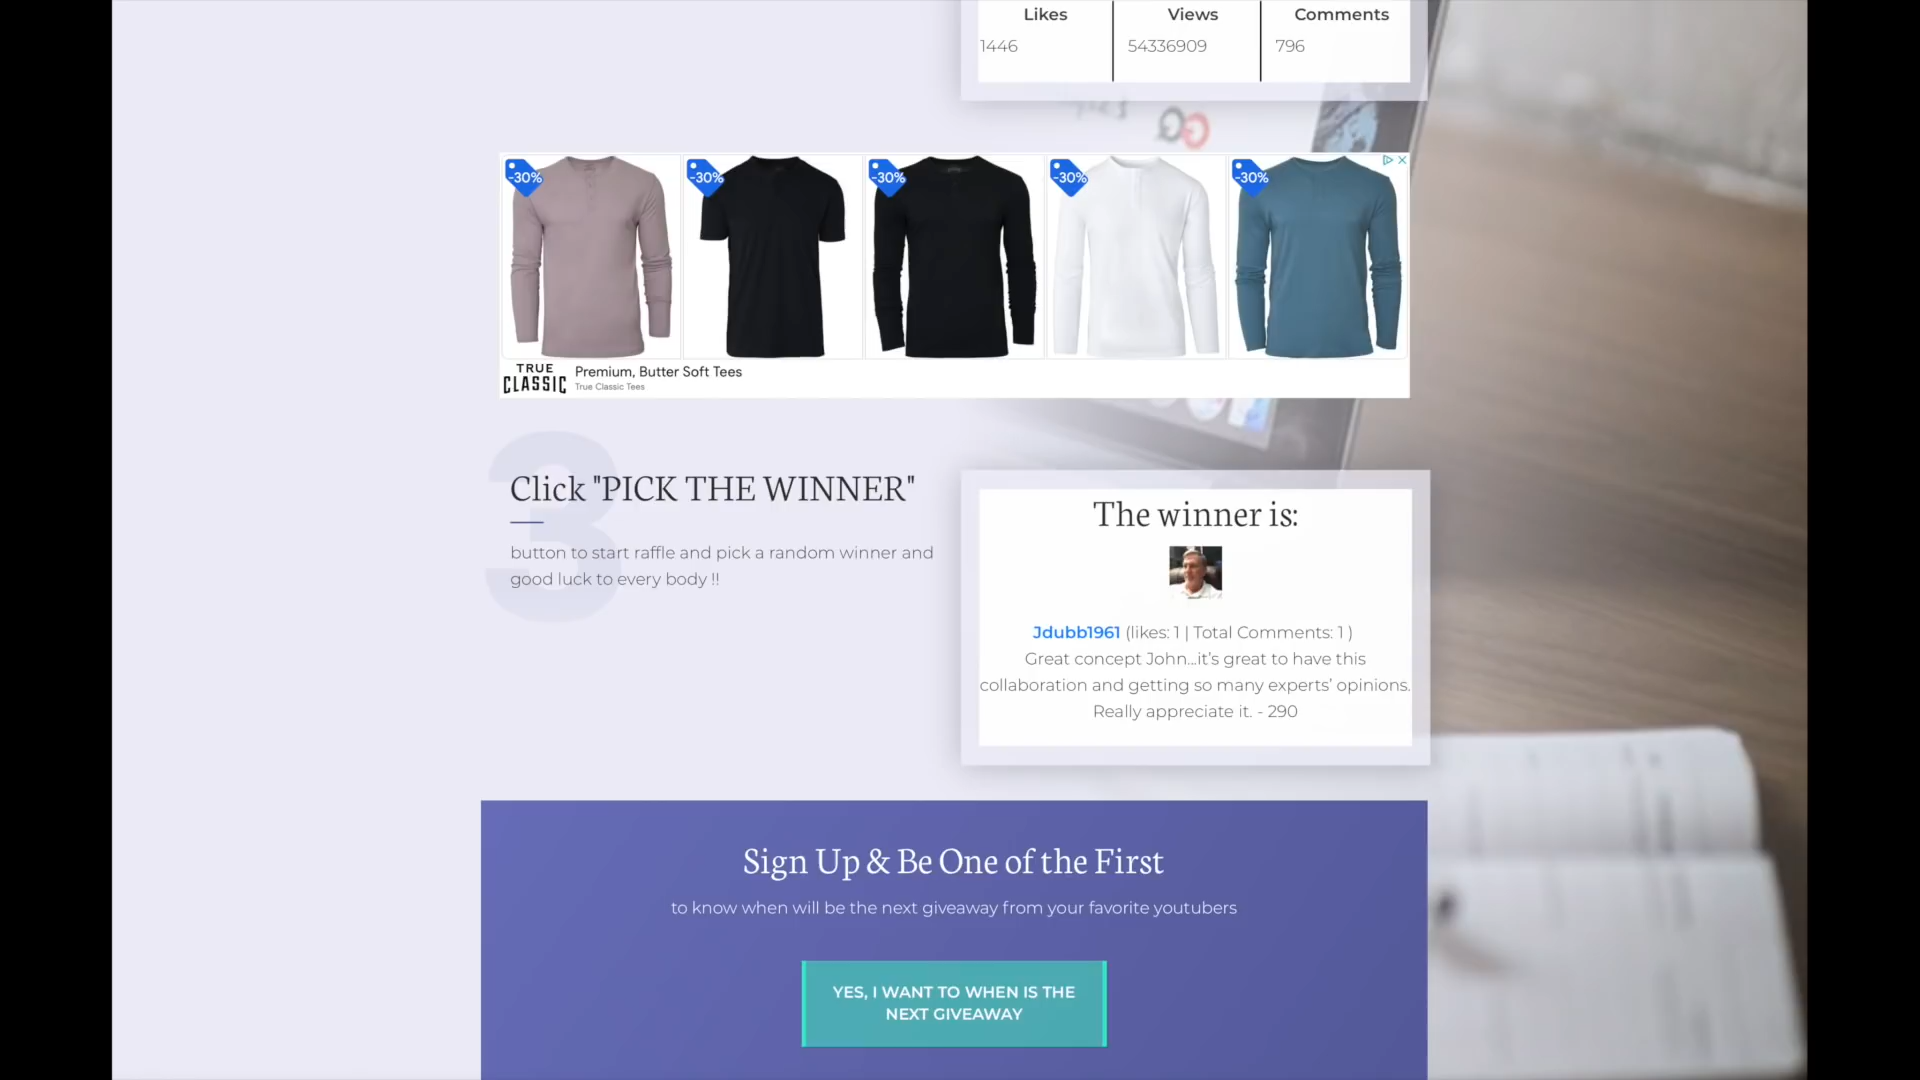 Likes Views Comments
1446 54336909 796
-30% -30% -30% -30% -30%
TRUE
CLASSIC
Premium, Butter Soft Tees
True Classic Tees
3
Click "PICK THE WINNER"
button to start raffle and pick a random winner and
good luck to every body !!
The winner is:
Jdubb1961 (likes: 1 | Total Comments: 1 )
Great concept John...it’s great to have this
collaboration and getting so many experts’ opinions.
Really appreciate it. - 290
Sign Up & Be One of the First
to know when will be the next giveaway from your favorite youtubers
YES, I WANT TO WHEN IS THE
NEXT GIVEAWAY